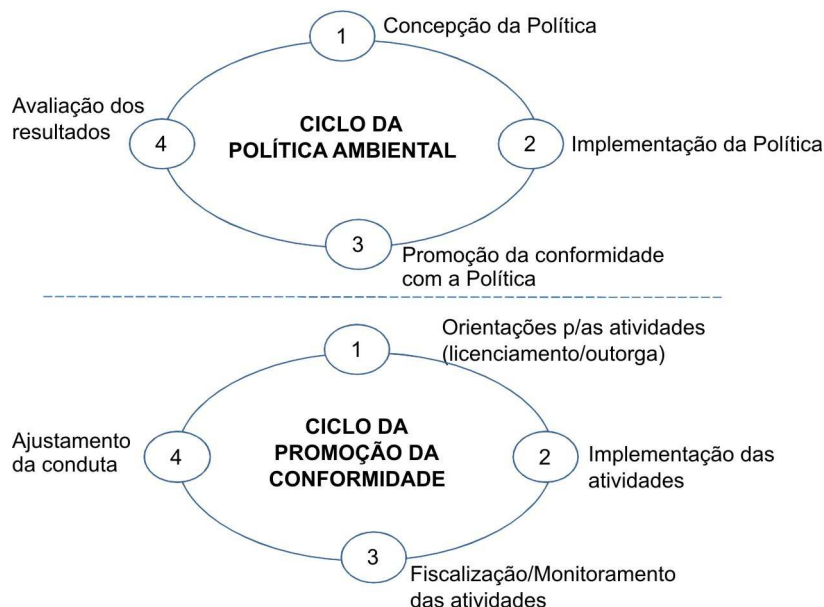 1
Concepção da Política
Avaliação dos
resultados
4
CICLO DA
POLÍTICA AMBIENTAL
2
Implementação da Política
3
Promoção da conformidade
com a Política
Orientações p/as atividades
(licenciamento/outorga)
1
Ajustamento
da conduta
4
CICLO DA
PROMOÇÃO DA
CONFORMIDADE
2
Implementação das
atividades
3
Fiscalização/Monitoramento
das atividades